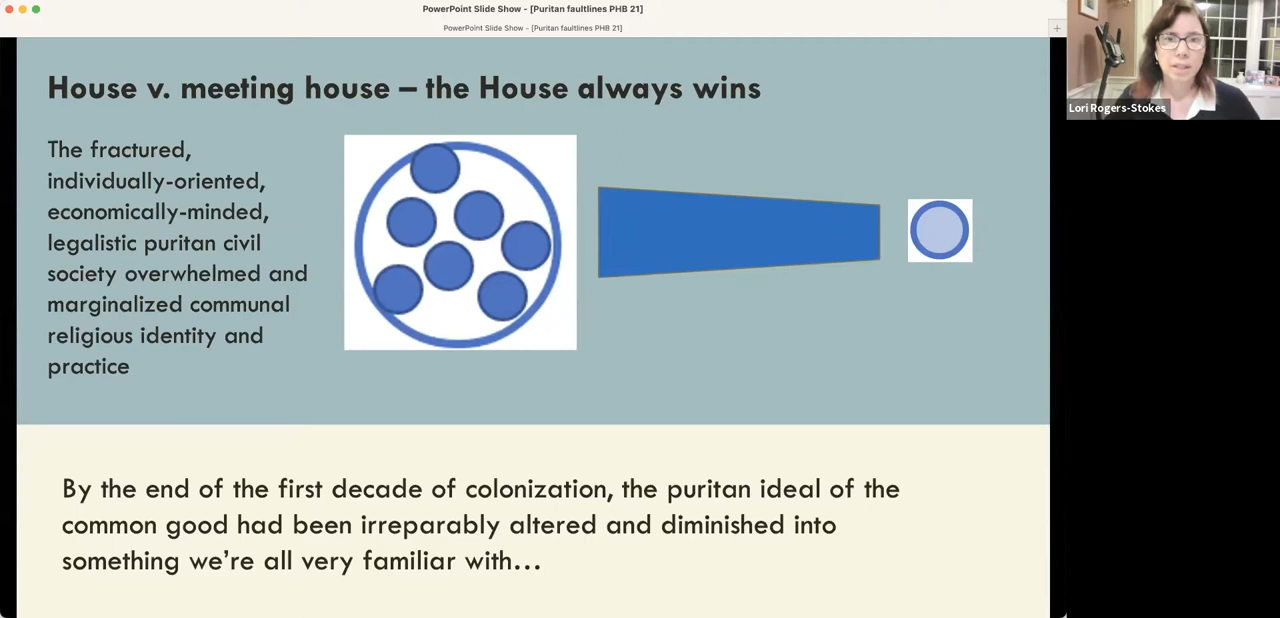 PowerPoint Slide Show - [Puritan faultlines PHB 21]
PowerPoint Slide Show - [Puritan faultlines PHB 21]
+
House v. meeting house – the House always wins
The fractured,
individually-oriented,
economically-minded,
legalistic puritan civil
society overwhelmed and
marginalized communal
religious identity and
practice
By the end of the first decade of colonization, the puritan ideal of the
common good had been irreparably altered and diminished into
something we’re all very familiar with…
Lori Rogers-Stokes